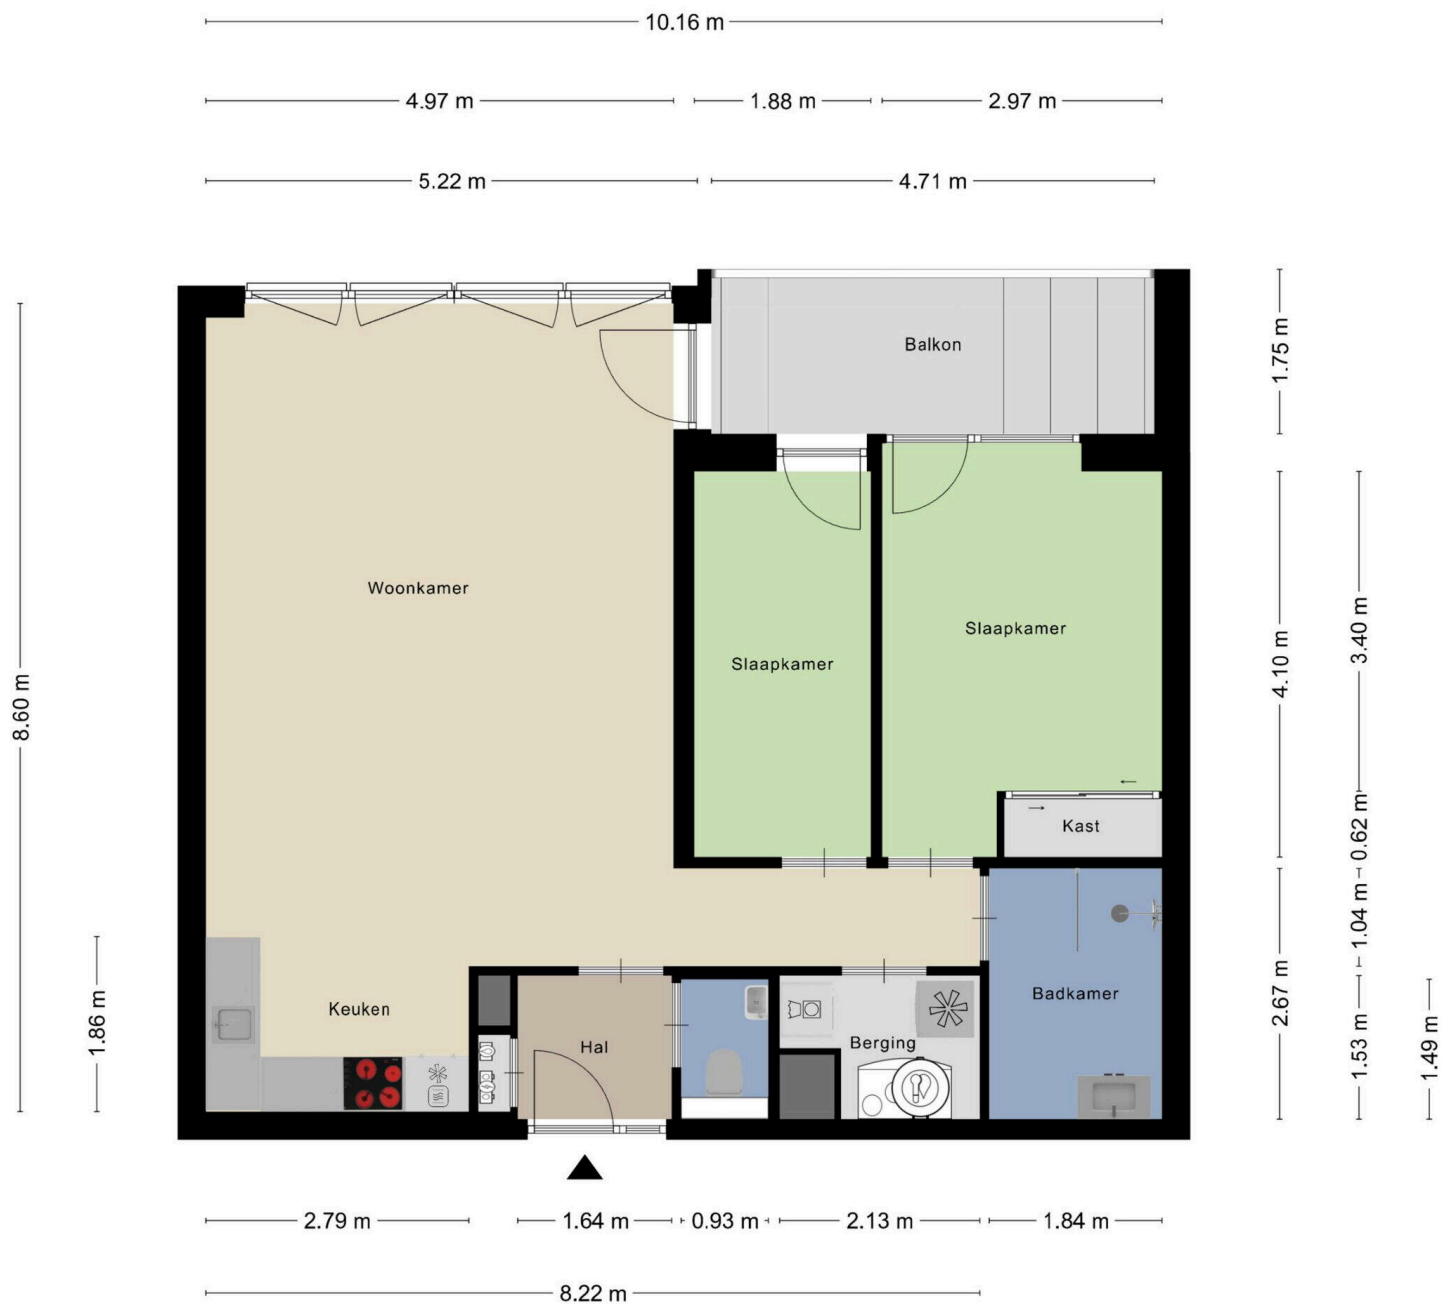 10.16 m
4.97 m
1.88 m
2.97 m
5.22 m
4.71 m
Balkon
1.75 m
Woonkamer
Slaapkamer
Slaapkamer
3.40 m
4.10 m
8.60 m
Kast
0.62 m
1.04 m
Keuken
Hal
Berging
Badkamer
1.86 m
2.67 m
1.53 m
1.49 m
2.79 m
1.64 m
0.93 m
2.13 m
1.84 m
8.22 m